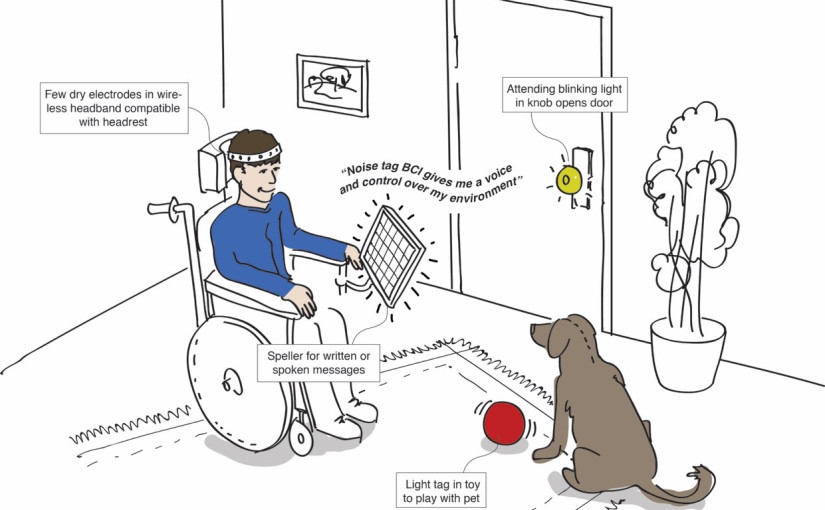 Few dry electrodes in wire-
less headband compatible
with headrest
Attending blinking light
in knob opens door
“Noise tag BCI gives me a voice
and control over my environment”
Speller for written or
spoken messages
Light tag in toy
to play with pet